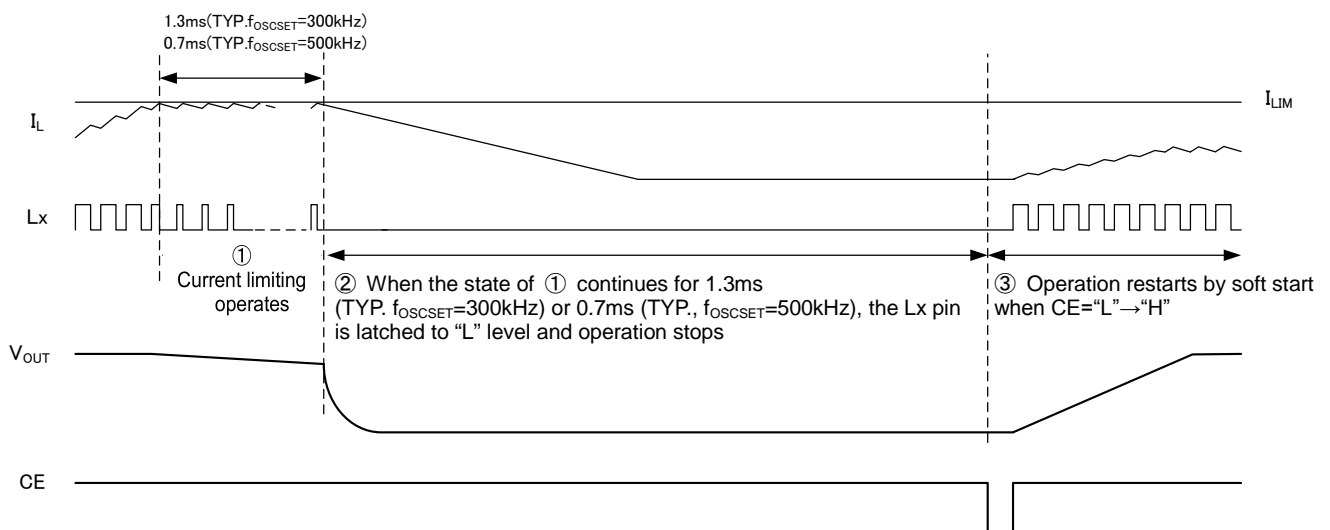 1.3ms(TYP.fOSCSET=300kHz)
0.7ms(TYP.fOSCSET=500kHz)
IL
ILIM
Lx
①
Current limiting
operates
② When the state of ① continues for 1.3ms
(TYP. fOSCSET=300kHz) or 0.7ms (TYP., fOSCSET=500kHz), the Lx pin
is latched to “L” level and operation stops
③ Operation restarts by soft start
when CE=“L”→“H”
VOUT
CE